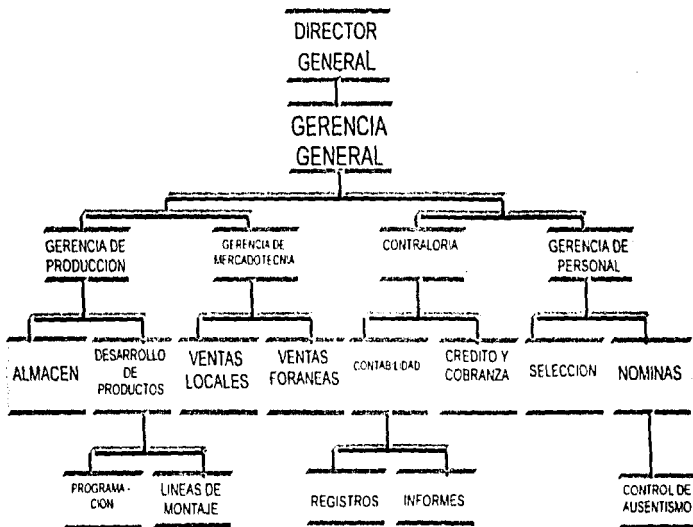 DIRECTOR
GENERAL
GERENCIA
GENERAL
GERENCIA DE
PRODUCCION
GERENCIA DE
MERCADOTECNIA
CONTRALORIA
GERENCIA DE
PERSONAL
ALMACEN
DESARROLLO
DE
PRODUCTOS
VENTAS
LOCALES
VENTAS
FORANEAS
CONTABILIDAD
CREDITO Y
COBRANZA
SELECCION
NOMINAS
PROGRAMA-
CION
LINEAS DE
MONTAJE
REGISTROS
INFORMES
CONTROL DE
AUSENTISMO